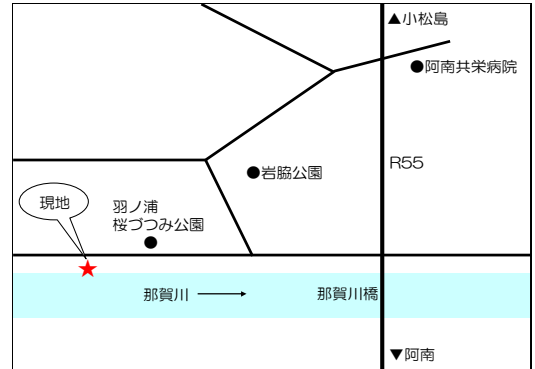 ▲小松島
●阿南共栄病院
R55
●岩脇公園
現地
羽ノ浦
桜づつみ公園
那賀川
那賀川橋
▼阿南